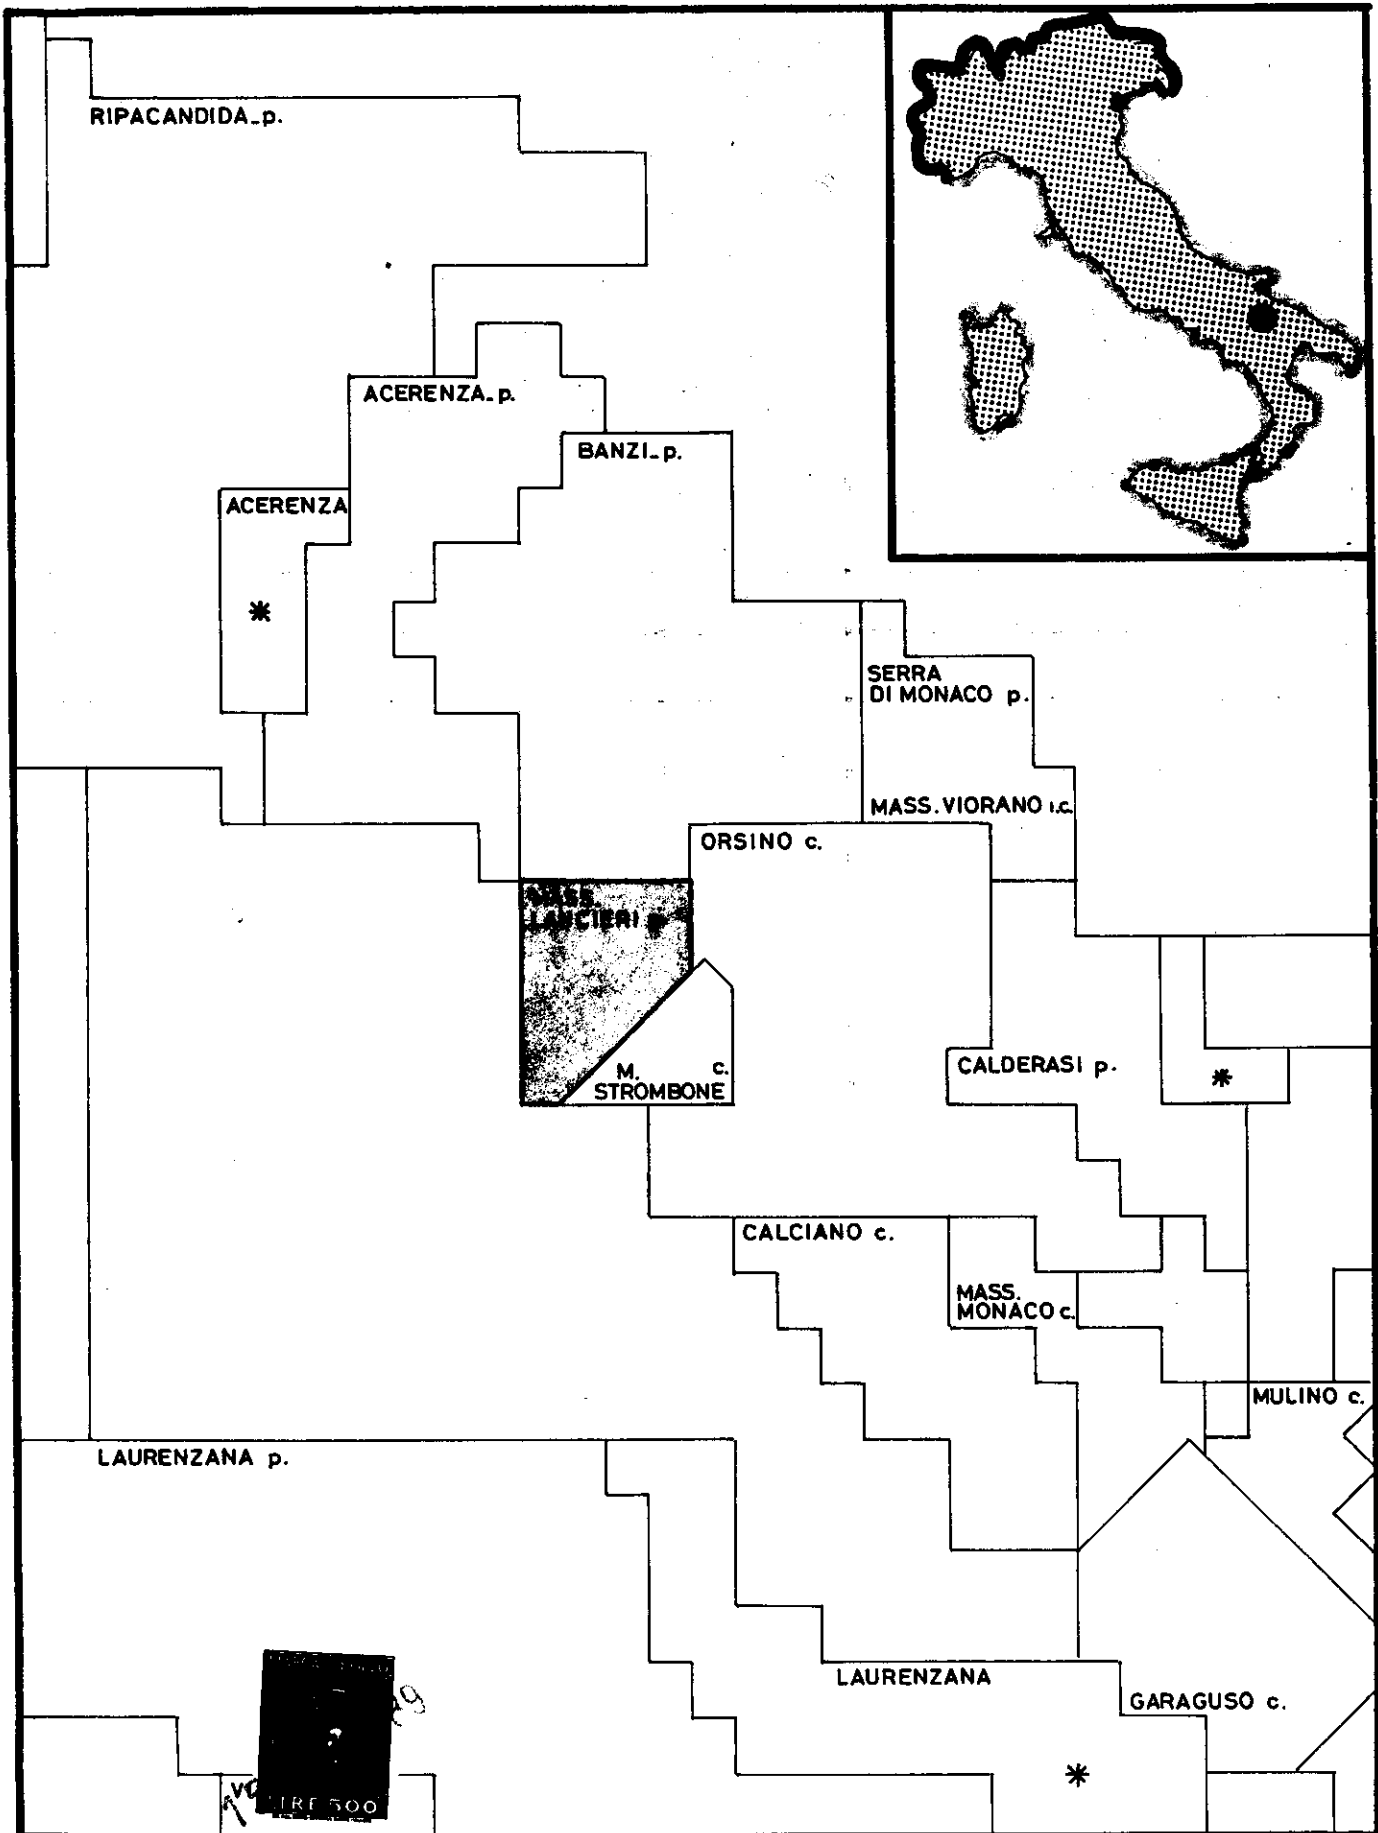 RIPACANDIDA_p.
ACERENZA_p.
BANZI_p.
ACERENZA
*
SERRA
DI MONACO p.
MASS. VIORANO i.c.
ORSINO c.
MASS.
LANCIERI p.
M. c.
STROMBONE
CALDERASI p.
*
CALCIANO c.
MASS.
MONACO c.
MULINO c.
LAURENZANA p.
LAURENZANA
GARAGUSO c.
*
LIRE 500